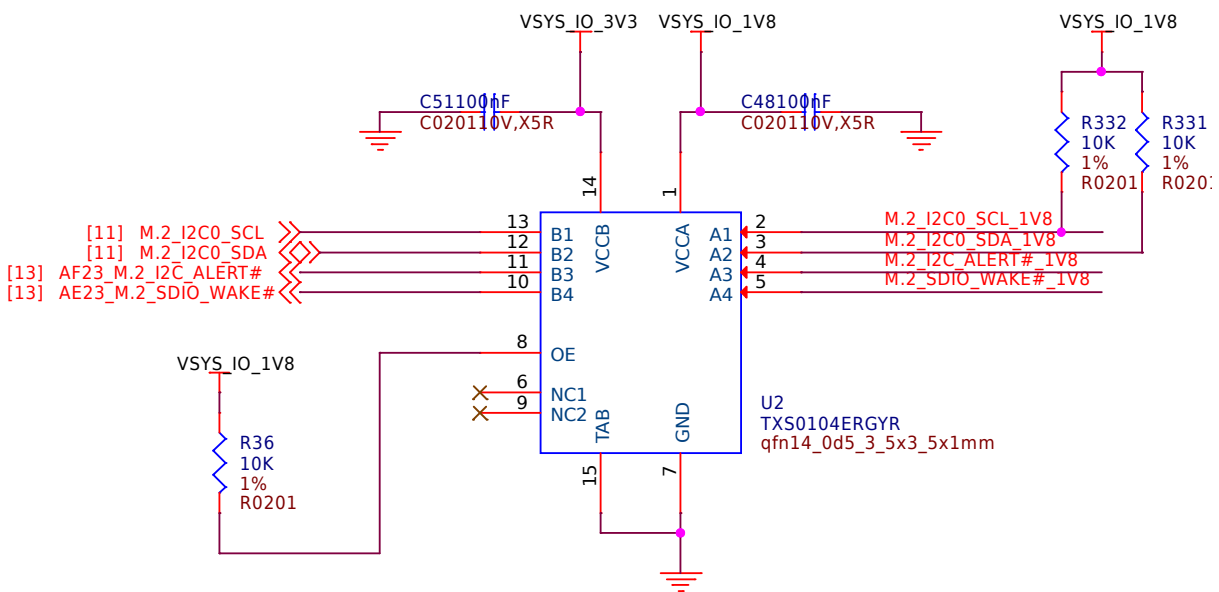 VSYS_IO_3V3
VSYS_IO_1V8
VSYS_IO_1V8
C51100nF
C020110V,X5R
C48100nF
C020110V,X5R
R332
10K
1%
R0201
R331
10K
1%
R0201
14
1
[11] M.2_I2C0_SCL
13
B1
VCCB
VCCA
A1
2
M.2_I2C0_SCL_1V8
[11] M.2_I2C0_SDA
12
B2
A2
3
M.2_I2C0_SDA_1V8
[13] AF23_M.2_I2C_ALERT#
11
B3
A3
4
M.2_I2C_ALERT#_1V8
[13] AE23_M.2_SDIO_WAKE#
10
B4
A4
5
M.2_SDIO_WAKE#_1V8
8
OE
VSYS_IO_1V8
6
NC1
9
NC2
TAB
GND
U2
TXS0104ERGYR
qfn14_0d5_3_5x3_5x1mm
R36
10K
1%
R0201
15
7